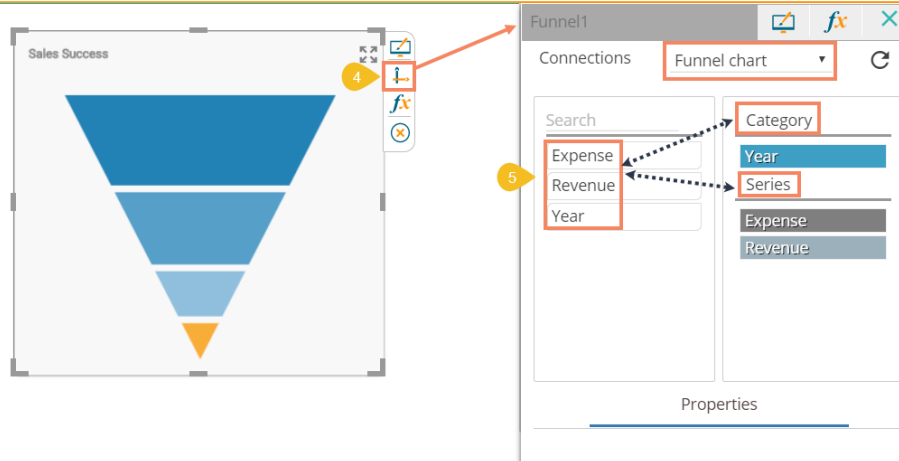 Sales Success
4
fx
Funnel1
fx
Connections
Funnel chart
Search
Expense
Revenue
Year
5
Category
Year
Series
Expense
Revenue
Properties